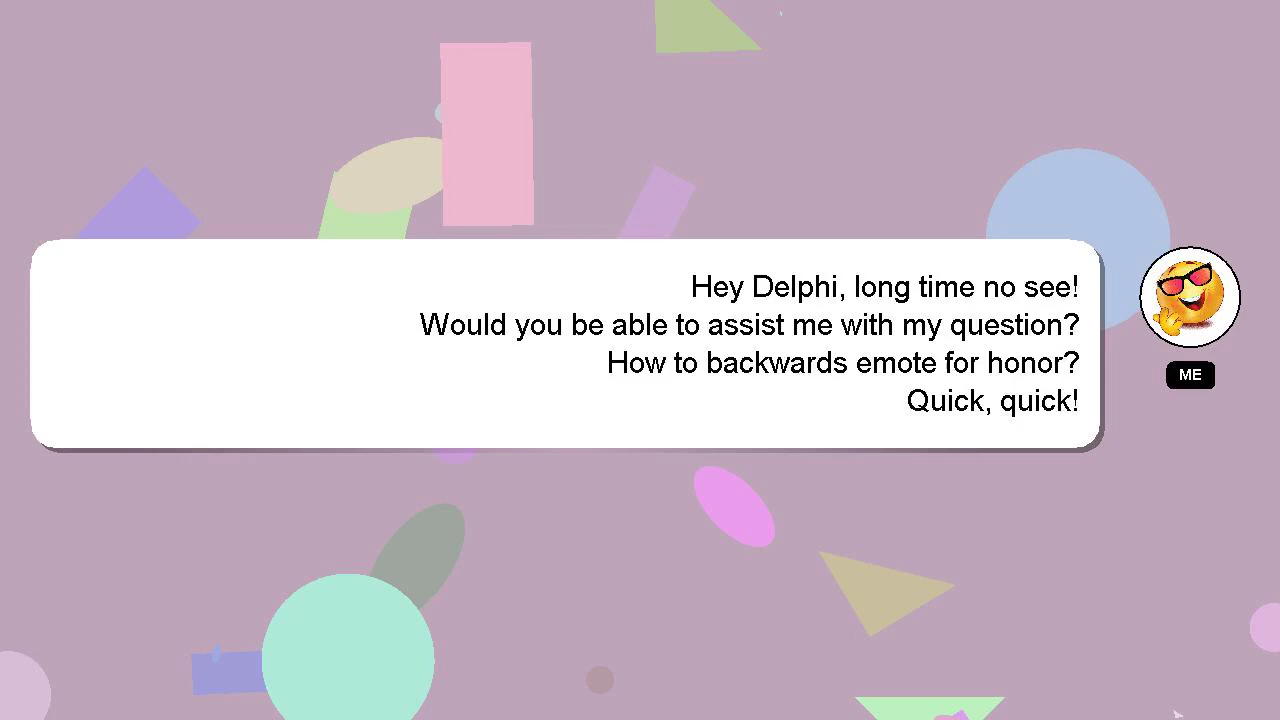 Hey Delphi, long time no see!
Would you be able to assist me with my question?
How to backwards emote for honor?
Quick, quick!
ME